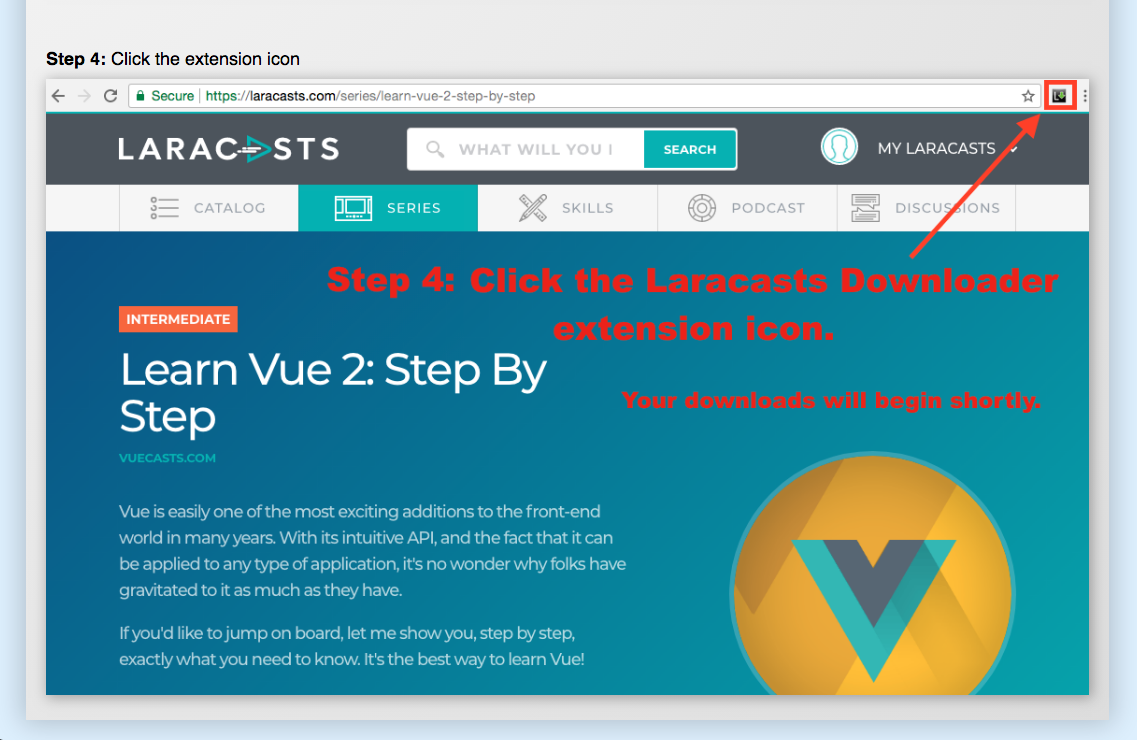 Step 4: Click the extension icon
Secure https://laracasts.com/series/learn-vue-2-step-by-step
LARACASTS
WHAT WILL YOU I
SEARCH
MY LARACASTS
CATALOG
SERIES
SKILLS
PODCAST
DISCUSSIONS
Step 4: Click the Laracasts Downloader
extension icon.
Your downloads will begin shortly.
INTERMEDIATE
Learn Vue 2: Step By
Step
VUECASTS.COM
Vue is easily one of the most exciting additions to the front-end
world in many years. With its intuitive API, and the fact that it can
be applied to any type of application, it's no wonder why folks have
gravitated to it as much as they have.
If you'd like to jump on board, let me show you, step by step,
exactly what you need to know. It's the best way to learn Vue!